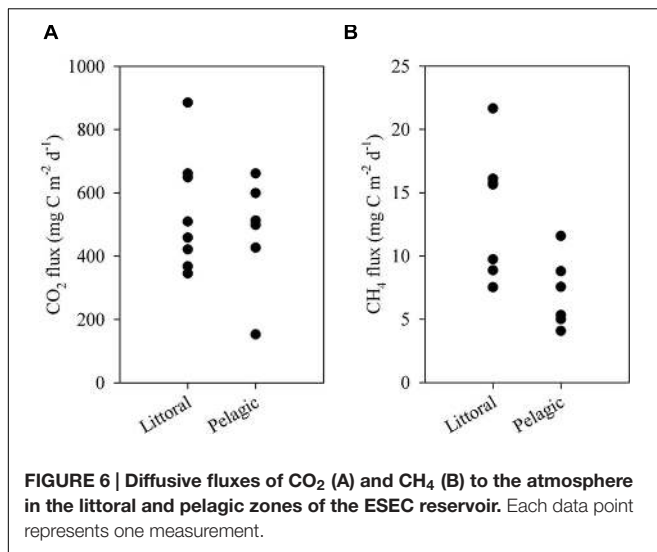 A
B
CO₂ flux (mg C m⁻² d⁻¹)
1000
800
600
400
200
0
Littoral
Pelagic
CH₄ flux (mg C m⁻² d⁻¹)
25
20
15
10
5
0
Littoral
Pelagic
FIGURE 6 | Diffusive fluxes of CO₂ (A) and CH₄ (B) to the atmosphere
in the littoral and pelagic zones of the ESEC reservoir. Each data point
represents one measurement.